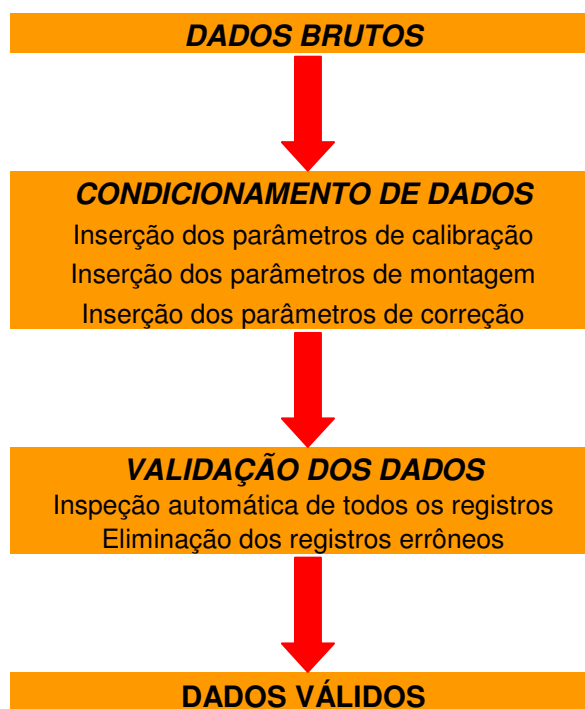 DADOS BRUTOS
CONDICIONAMENTO DE DADOS
Inserção dos parâmetros de calibração
Inserção dos parâmetros de montagem
Inserção dos parâmetros de correção
VALIDAÇÃO DOS DADOS
Inspeção automática de todos os registros
Eliminação dos registros errôneos
DADOS VÁLIDOS